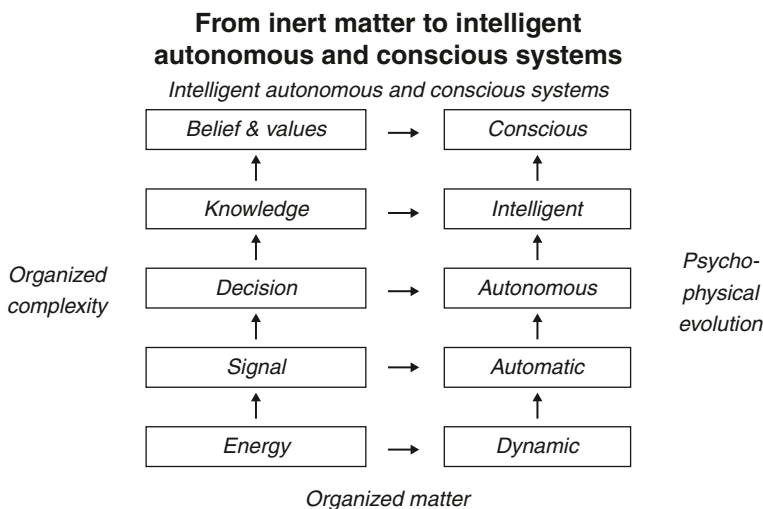 From inert matter to intelligent
autonomous and conscious systems
Intelligent autonomous and conscious systems
Belief & values
Conscious
Knowledge
Intelligent
Organized
complexity
Decision
Autonomous
Psycho-
physical
evolution
Signal
Automatic
Energy
Dynamic
Organized matter